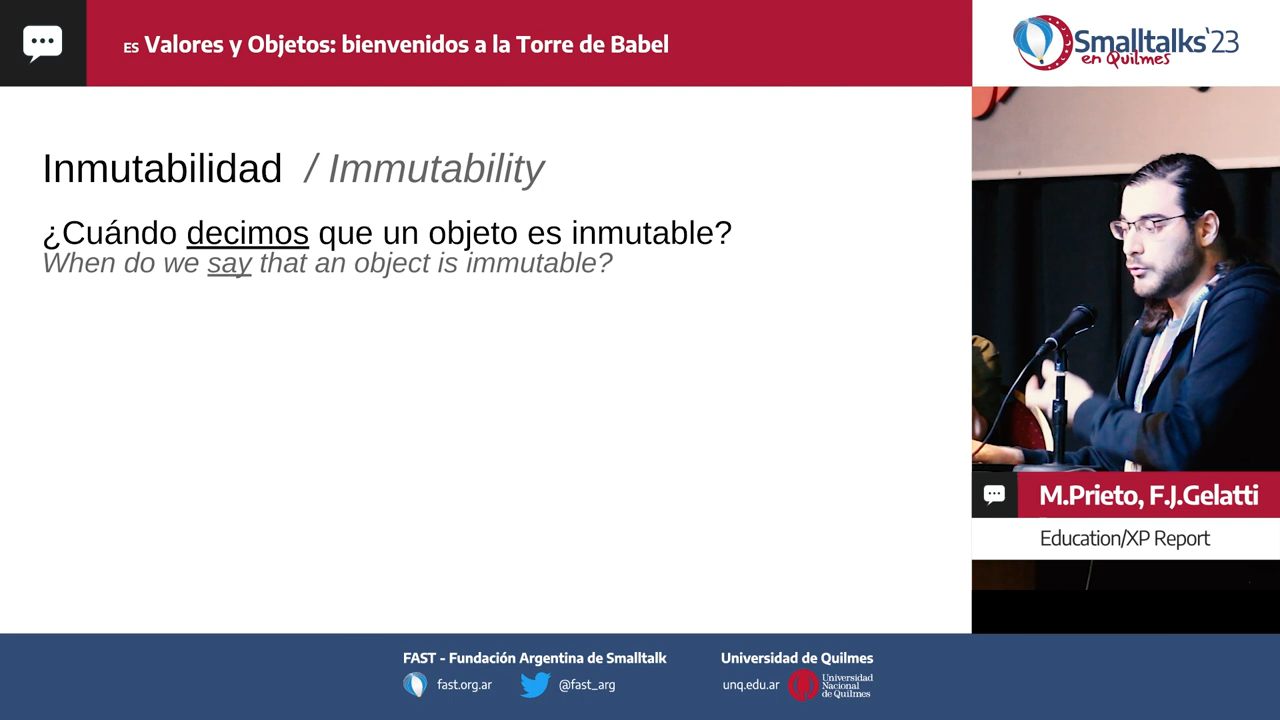 ES Valores y Objetos: bienvenidos a la Torre de Babel
Smalltalks'23
en Quilmes
Inmutabilidad / Immutability
¿Cuándo decimos que un objeto es inmutable?
When do we say that an object is immutable?
M.Prieto, F.J.Gelatti
Education/XP Report
FAST - Fundación Argentina de Smalltalk
fast.org.ar
@fast_arg
Universidad de Quilmes
unq.edu.ar
Universidad
Nacional
de Quilmes